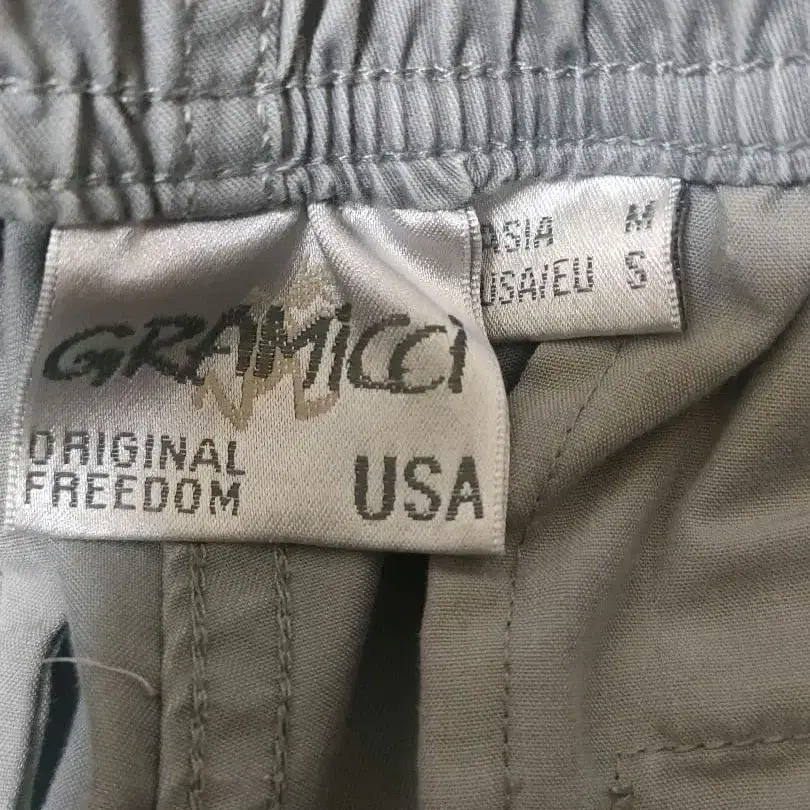 GRAMiCCi
ORIGINAL
FREEDOM
USA
ASIA M
USA/EU S